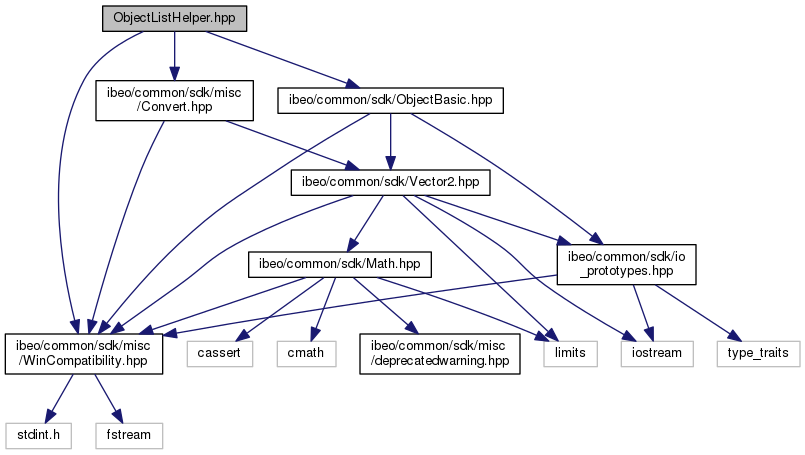 ObjectListHelper.hpp
ibeo/common/sdk/misc
/Convert.hpp
ibeo/common/sdk/ObjectBasic.hpp
ibeo/common/sdk/Vector2.hpp
ibeo/common/sdk/Math.hpp
ibeo/common/sdk/io
_prototypes.hpp
ibeo/common/sdk/misc
/WinCompatibility.hpp
cassert
cmath
ibeo/common/sdk/misc
/deprecatedwarning.hpp
limits
iostream
type_traits
stdint.h
fstream